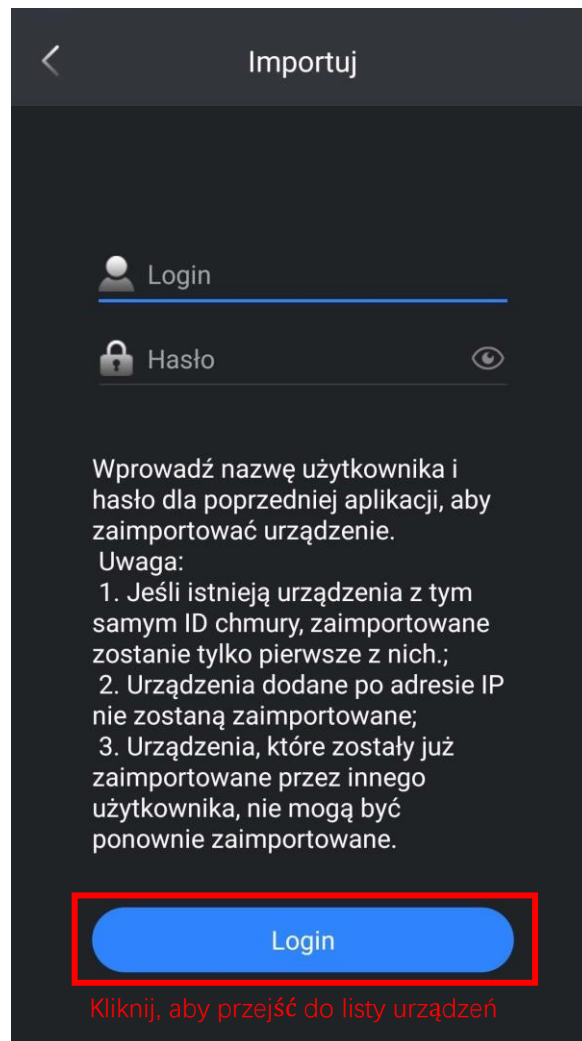 Importuj
Login
Hasło
Wprowadź nazwę użytkownika i
hasło dla poprzedniej aplikacji, aby
zaimportować urządzenie.
Uwaga:
1. Jeśli istnieją urządzenia z tym
samym ID chmury, zaimportowane
zostanie tylko pierwsze z nich.;
2. Urządzenia dodane po adresie IP
nie zostaną zaimportowane;
3. Urządzenia, które zostały już
zaimportowane przez innego
użytkownika, nie mogą być
ponownie zaimportowane.
Login
Kliknij, aby przejść do listy urządzeń